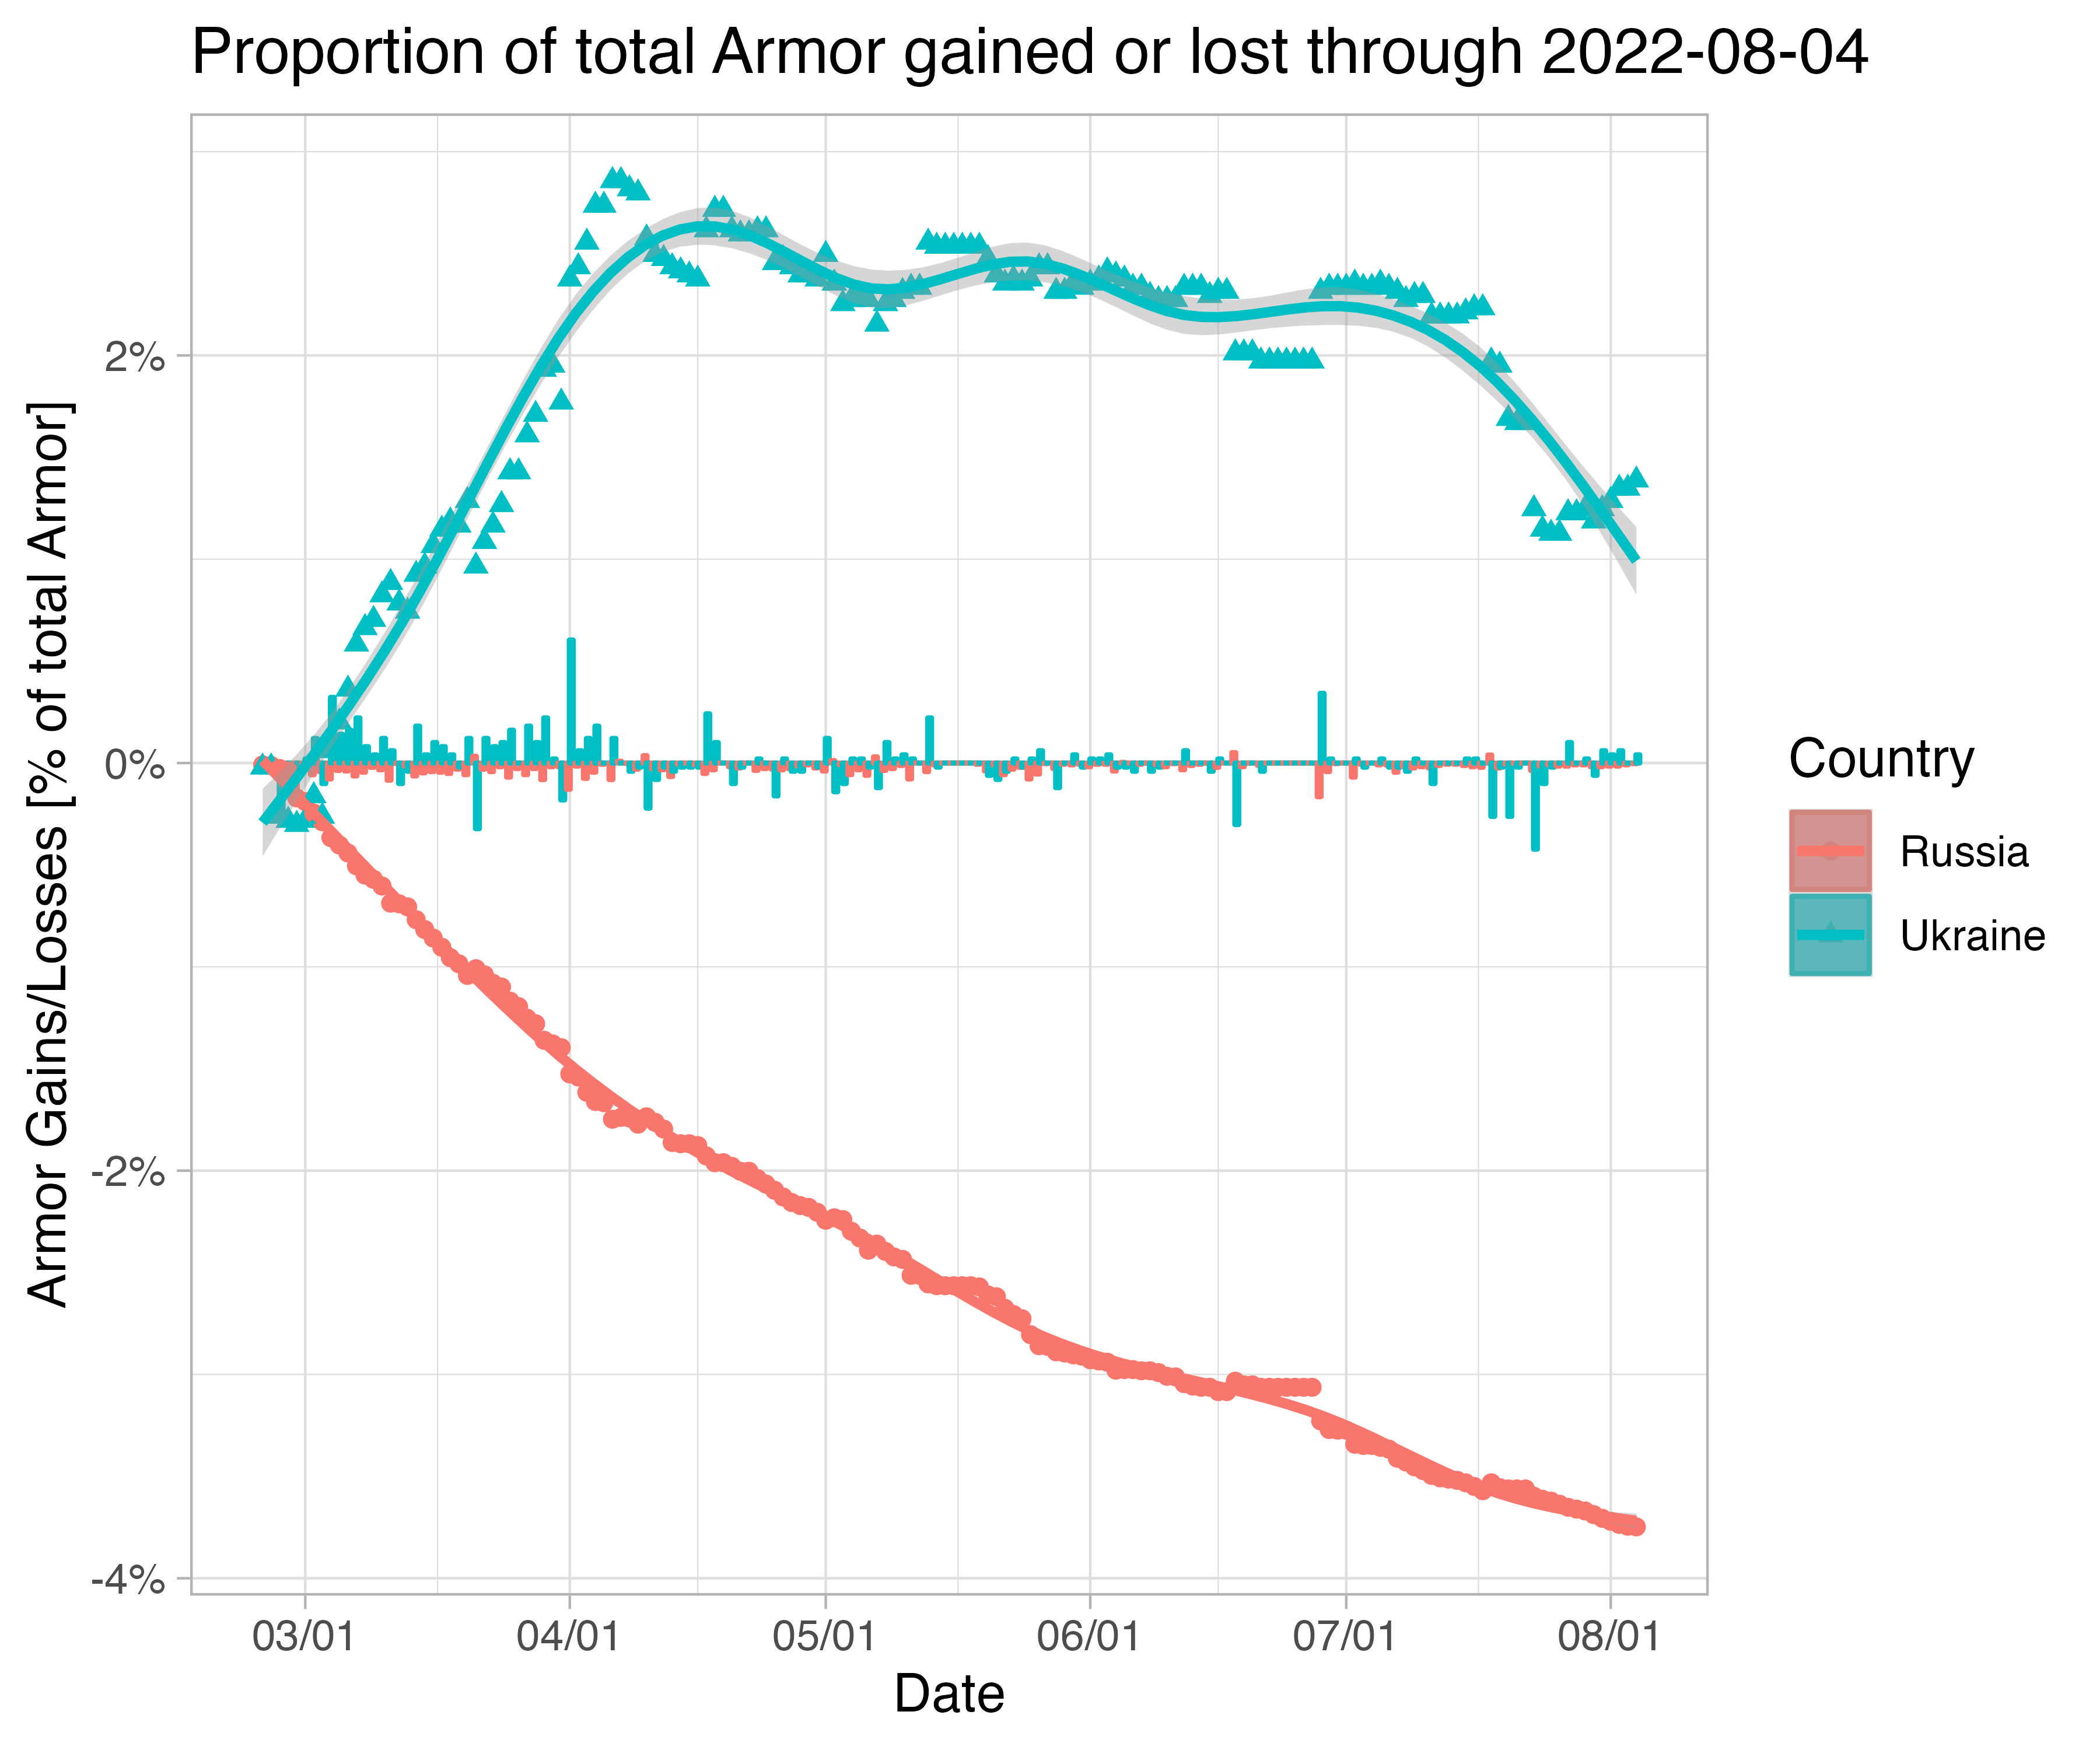 Proportion of total Armor gained or lost through 2022-08-04
Armor Gains/Losses [% of total Armor]
2%
0%
-2%
-4%
03/01
04/01
05/01
06/01
07/01
08/01
Date
Country
Russia
Ukraine